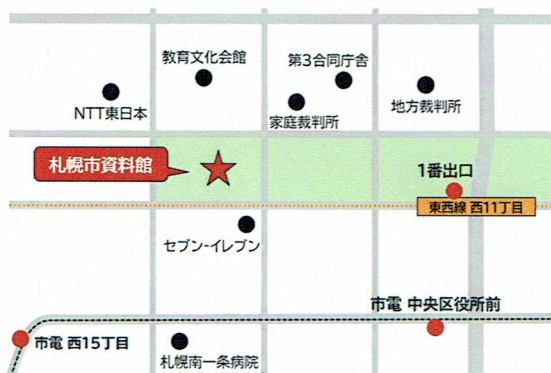 教育文化会館
第3合同庁舎
NTT東日本
家庭裁判所
地方裁判所
札幌市資料館
1番出口
東西線 西11丁目
セブン-イレブン
市電 中央区役所前
市電 西15丁目
札幌南一条病院